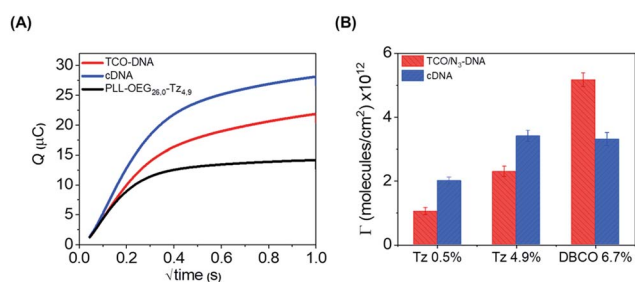 (A)
Q (μC)
30
25
20
15
10
5
0
TCO-DNA
cDNA
PLL-OEG26.0-Tz4.9
0.0 0.2 0.4 0.6 0.8 1.0
√time (s)
(B)
Γ (molecules/cm²) x10¹²
6
4
2
0
TCO/N₃-DNA
cDNA
Tz 0.5% Tz 4.9% DBCO 6.7%